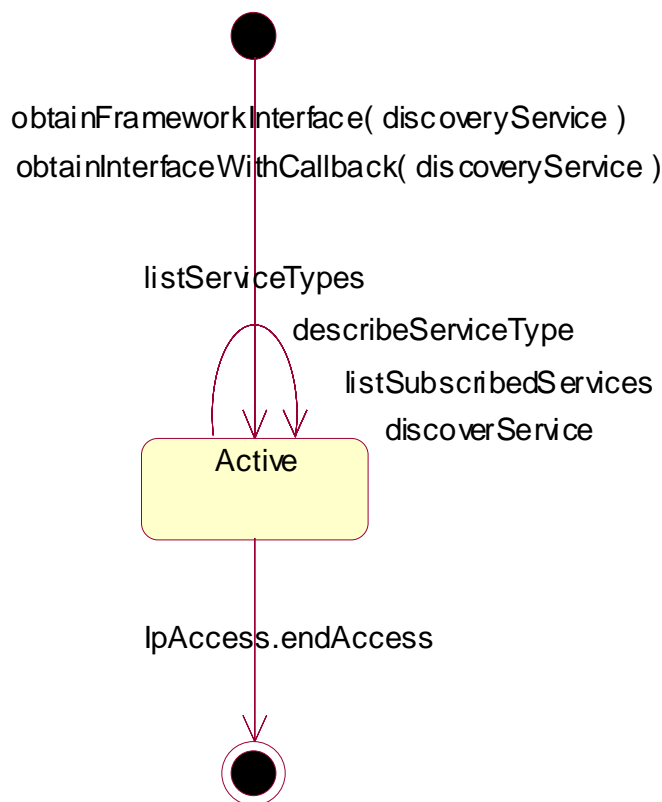 obtainFrameworkInterface( discoveryService )
obtainInterfaceWithCallback( discoveryService )
listServiceTypes
describeServiceType
listSubscribedServices
discoverService
Active
IpAccess.endAccess